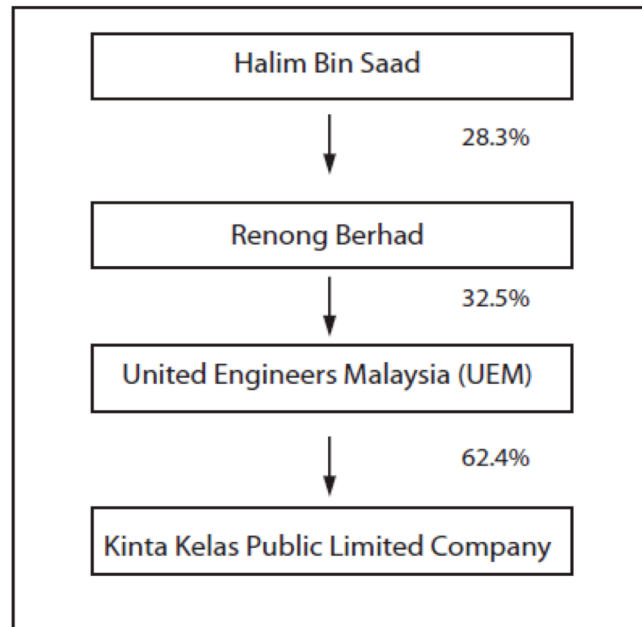 Halim Bin Saad
28.3%
Renong Berhad
32.5%
United Engineers Malaysia (UEM)
62.4%
Kinta Kelas Public Limited Company